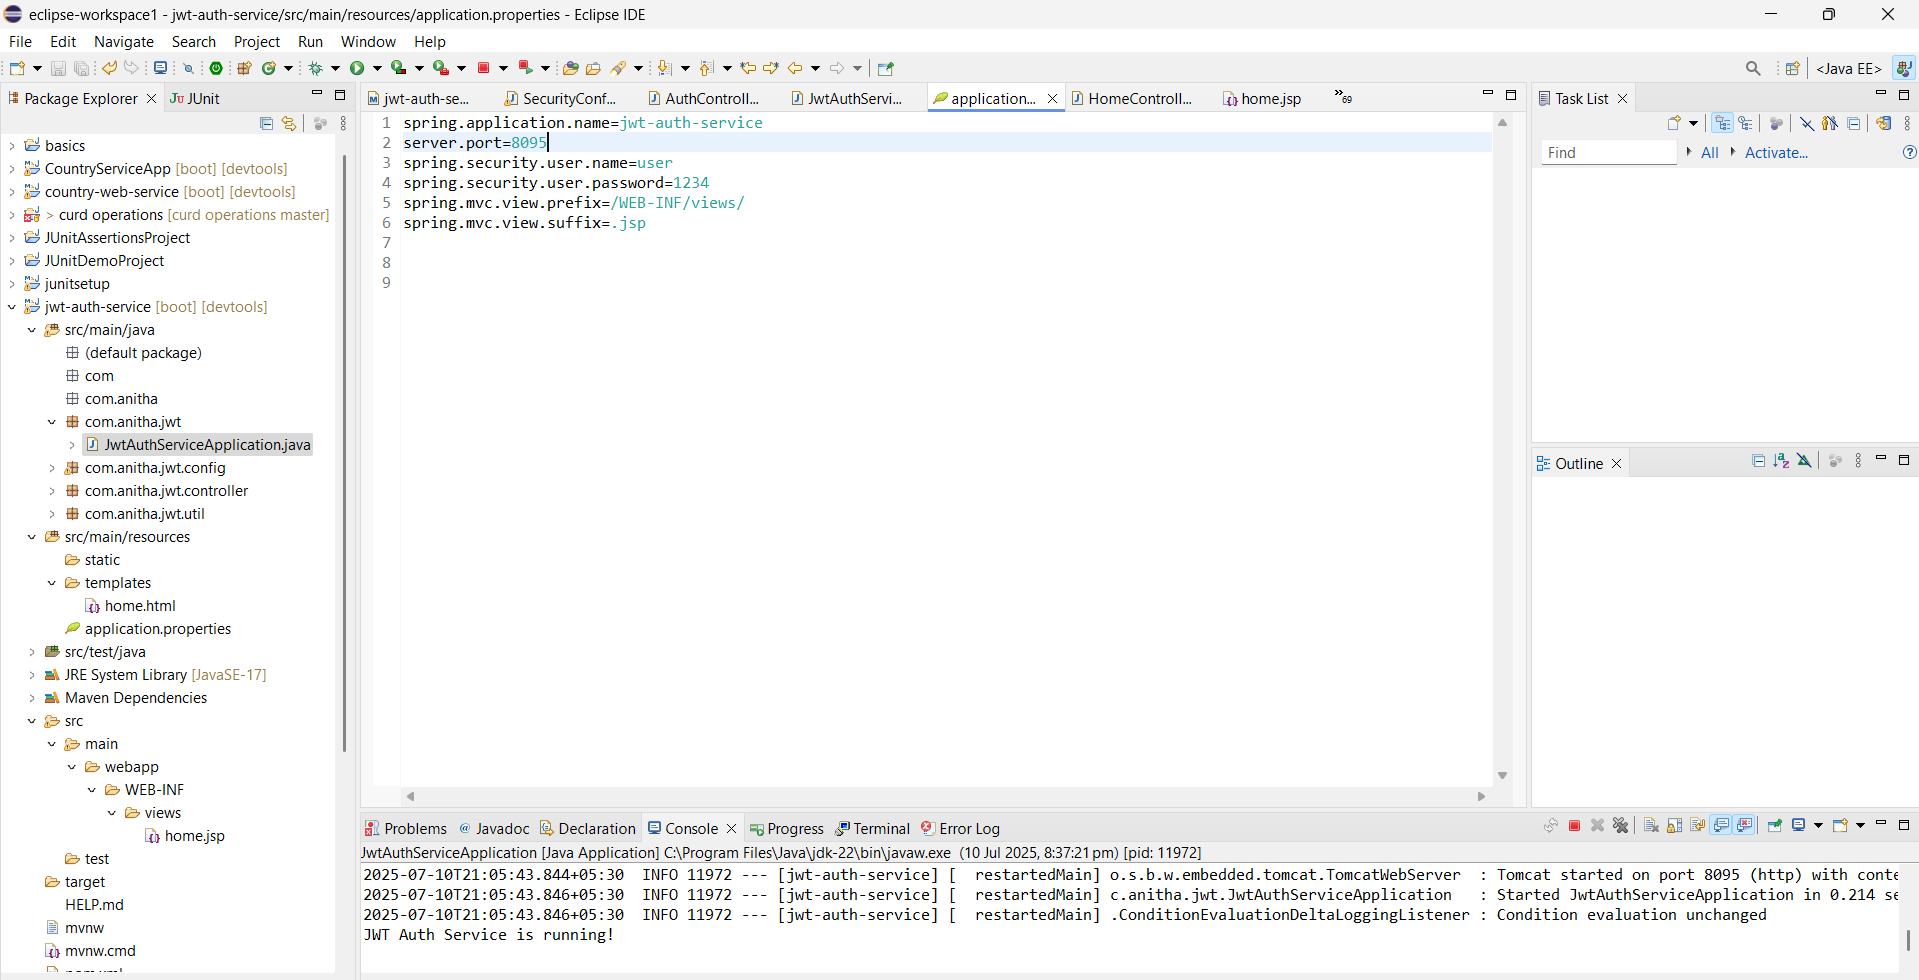 eclipse-workspace1 - jwt-auth-service/src/main/resources/application.properties - Eclipse IDE
File Edit Navigate Search Project Run Window Help
<Java EE>
Package Explorer JUnit
jwt-auth-se... SecurityConf... AuthControll... JwtAuthServi... application... HomeControll... home.jsp »69
Task List
Find All Activate...
basics
CountryServiceApp [boot] [devtools]
country-web-service [boot] [devtools]
> curd operations [curd operations master]
JUnitAssertionsProject
JUnitDemoProject
junitsetup
jwt-auth-service [boot] [devtools]
src/main/java
(default package)
com
com.anitha
com.anitha.jwt
JwtAuthServiceApplication.java
com.anitha.jwt.config
com.anitha.jwt.controller
com.anitha.jwt.util
src/main/resources
static
templates
home.html
application.properties
src/test/java
JRE System Library [JavaSE-17]
Maven Dependencies
src
main
webapp
WEB-INF
views
home.jsp
test
target
HELP.md
mvnw
mvnw.cmd
1 spring.application.name=jwt-auth-service
2 server.port=8095
3 spring.security.user.name=user
4 spring.security.user.password=1234
5 spring.mvc.view.prefix=/WEB-INF/views/
6 spring.mvc.view.suffix=.jsp
7
8
9
Outline
Problems Javadoc Declaration Console Progress Terminal Error Log
JwtAuthServiceApplication [Java Application] C:\Program Files\Java\jdk-22\bin\javaw.exe (10 Jul 2025, 8:37:21 pm) [pid: 11972]
2025-07-10T21:05:43.844+05:30 INFO 11972 --- [jwt-auth-service] [ restartedMain] o.s.b.w.embedded.tomcat.TomcatWebServer : Tomcat started on port 8095 (http) with conte
2025-07-10T21:05:43.846+05:30 INFO 11972 --- [jwt-auth-service] [ restartedMain] c.anitha.jwt.JwtAuthServiceApplication : Started JwtAuthServiceApplication in 0.214 se
2025-07-10T21:05:43.846+05:30 INFO 11972 --- [jwt-auth-service] [ restartedMain] .ConditionEvaluationDeltaLoggingListener : Condition evaluation unchanged
JWT Auth Service is running!